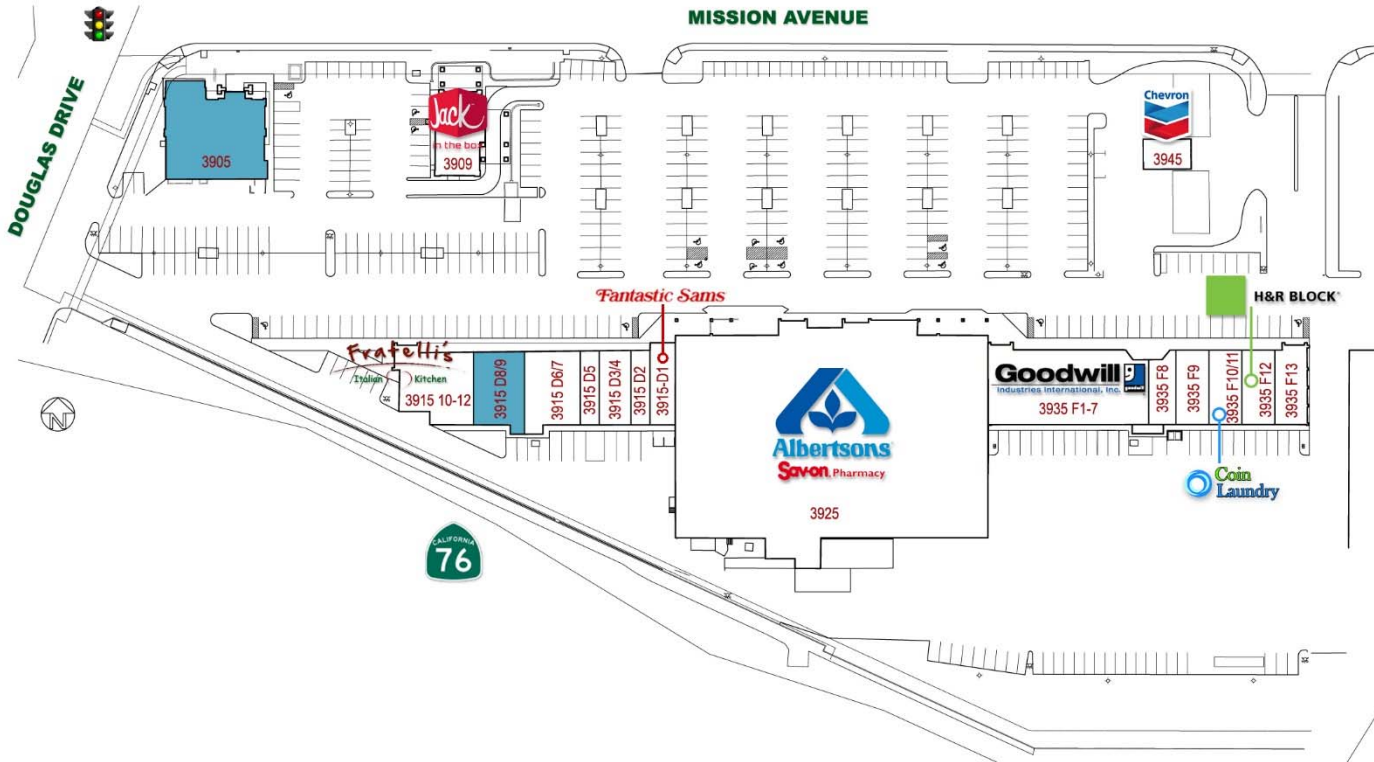 MISSION AVENUE
DOUGLAS DRIVE
3905
Jack
in the box
3909
Chevron
3945
Fantastic Sams
H&R BLOCK
Fratelli's
Italian Kitchen
3915 10-12
3915 D8/9
3915 D6/7
3915 D5
3915 D3/4
3915 D2
3915-D1
Albertsons
Sav-on Pharmacy
3925
Goodwill
Industries International, Inc.
goodwill
3935 F1-7
3935 F8
3935 F9
3935 F10/11
3935 F12
3935 F13
Coin
Laundry
N
CALIFORNIA
76